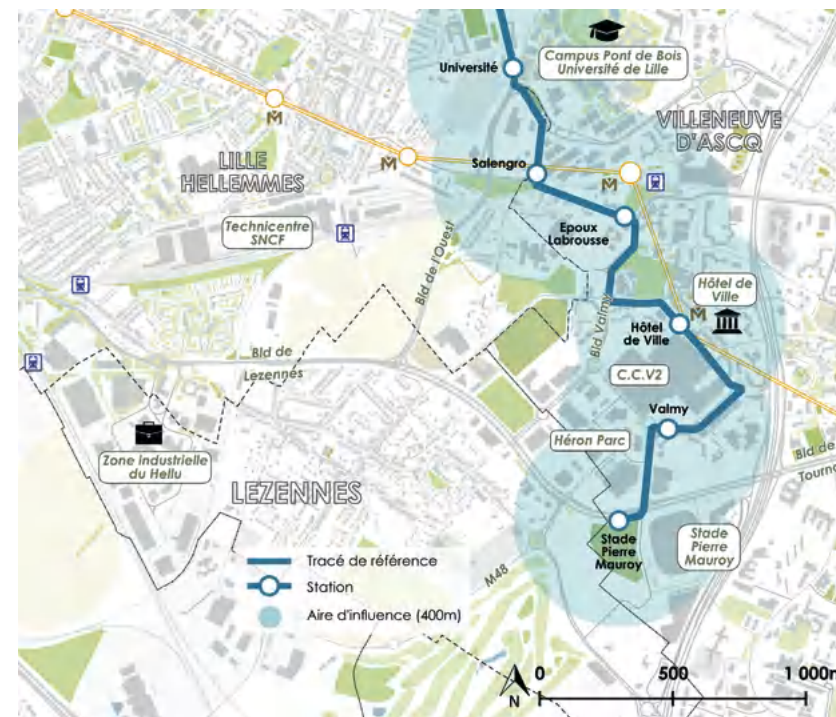 Université
Campus Pont de Bois
Université de Lille
VILLENEUVE
D'ASCQ
M
LILLE
HELLEMMES
M
Salengro
M
Technicentre
SNCF
Epoux
Labrousse
Bld de l'Ouest
Hôtel de
Ville
M
Bld Valmy
Hôtel
de Ville
Bld de
Lezennes
C.C.V2
Valmy
Héron Parc
Bld de
Tourna
Zone industrielle
du Hellu
LEZENNES
Stade
Pierre
Mauroy
Stade
Pierre
Mauroy
M48
Tracé de référence
Station
Aire d'influence (400m)
N
0 500 1 000m